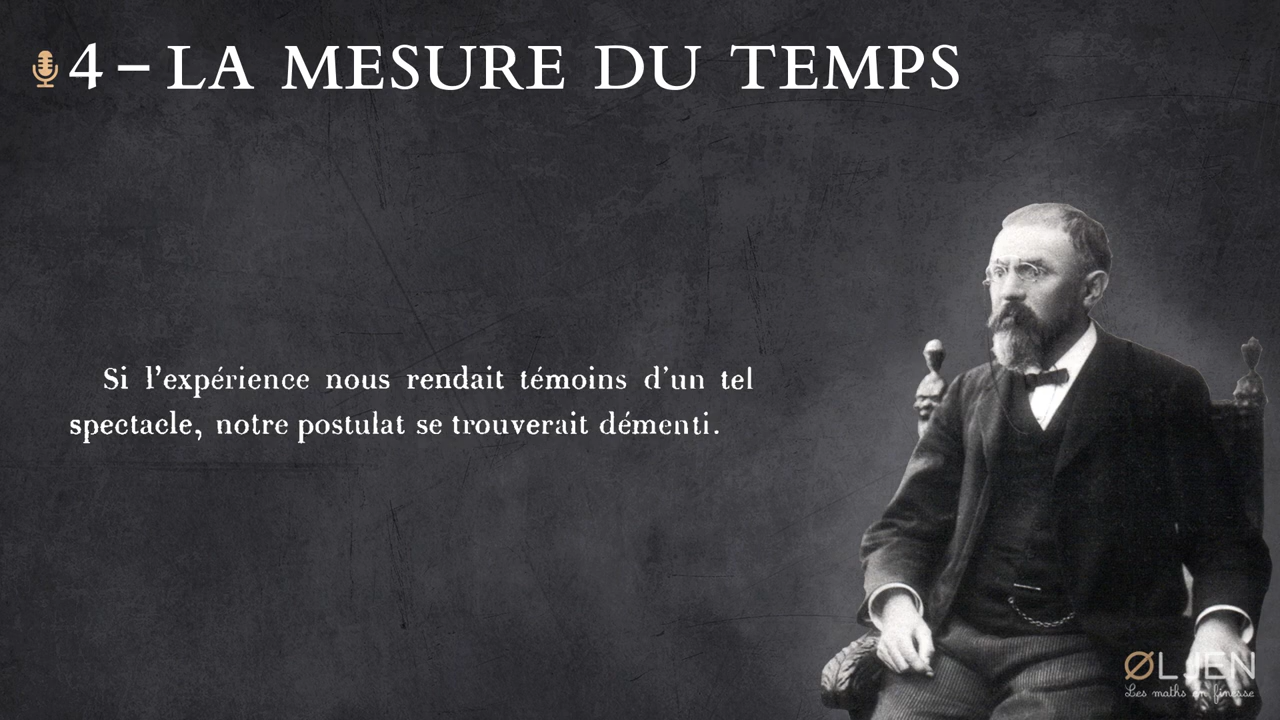 4 – LA MESURE DU TEMPS
Si l’expérience nous rendait témoins d’un tel
spectacle, notre postulat se trouverait démenti.
ØLJEN
Les maths en finesse